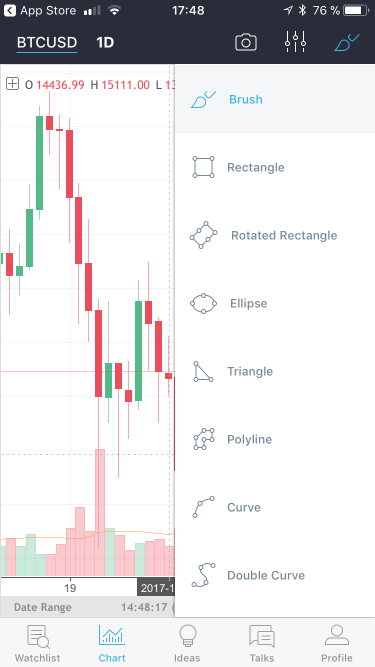 App Store 17:48 76 %
BTCUSD 1D
O 14436.99 H 15111.00 L 13
Brush
Rectangle
Rotated Rectangle
Ellipse
Triangle
Polyline
Curve
Double Curve
19 2017-1
Date Range 14:48:17 (
Watchlist Chart Ideas Talks Profile